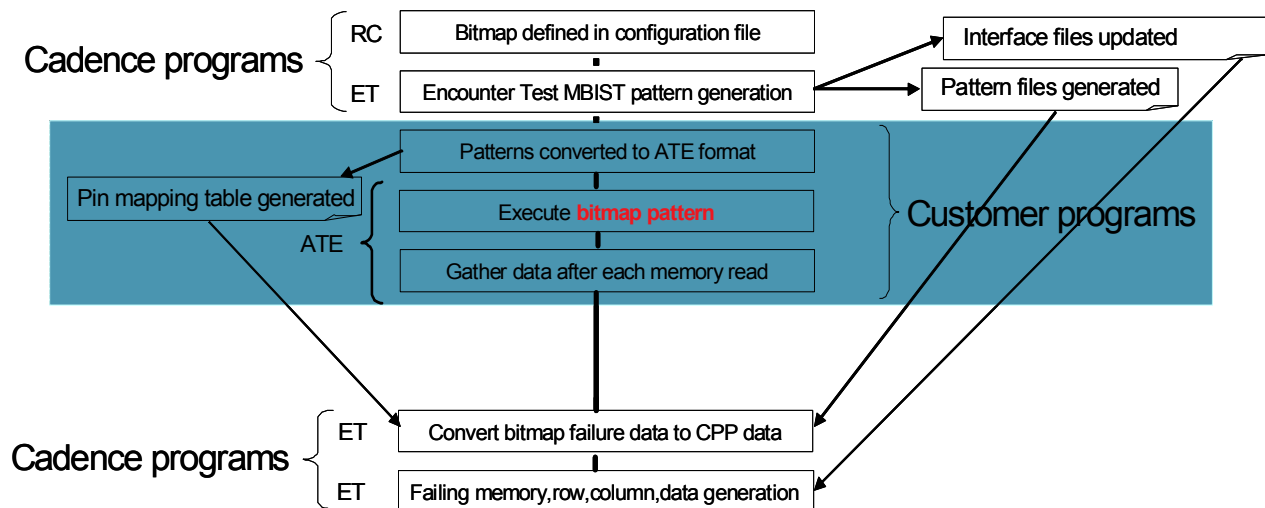 RC
Bitmap defined in configuration file
Interface files updated
Cadence programs
ET
Encounter Test MBIST pattern generation
Pattern files generated
Patterns converted to ATE format
Pin mapping table generated
Execute bitmap pattern
Customer programs
ATE
Gather data after each memory read
ET
Convert bitmap failure data to CPP data
Cadence programs
ET
Failing memory,row,column,data generation